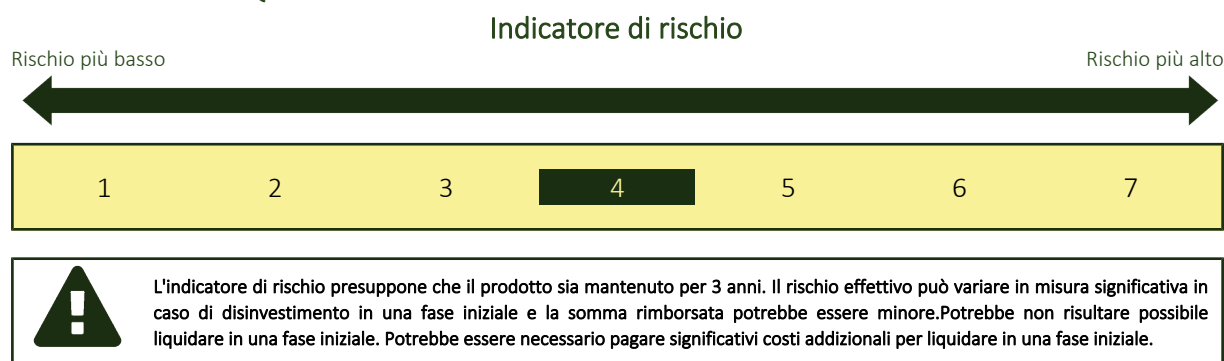 Indicatore di rischio
Rischio più basso
Rischio più alto
1 2 3 4 5 6 7
L'indicatore di rischio presuppone che il prodotto sia mantenuto per 3 anni. Il rischio effettivo può variare in misura significativa in
caso di disinvestimento in una fase iniziale e la somma rimborsata potrebbe essere minore.Potrebbe non risultare possibile
liquidare in una fase iniziale. Potrebbe essere necessario pagare significativi costi addizionali per liquidare in una fase iniziale.